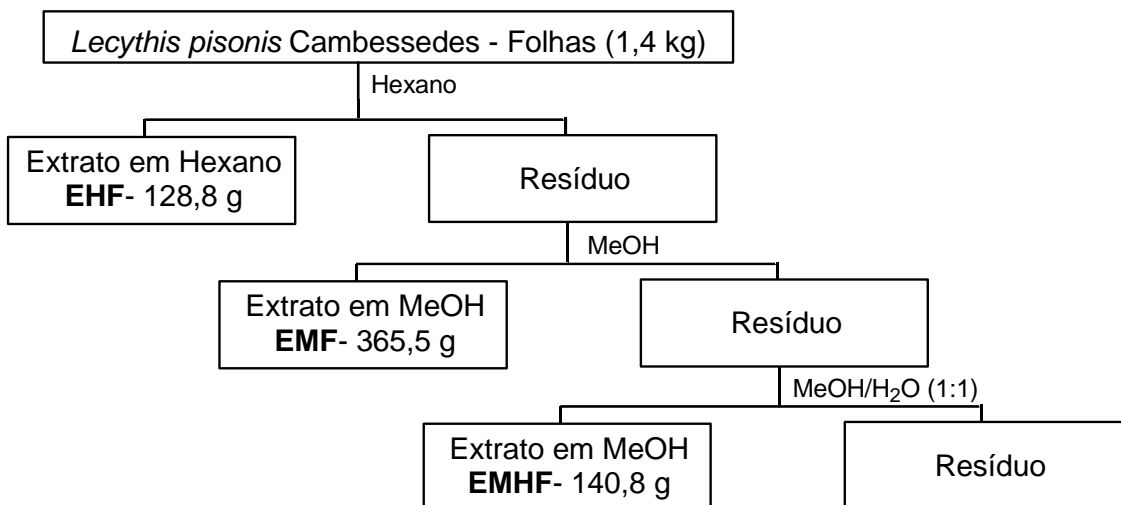 Lecythis pisonis Cambessedes - Folhas (1,4 kg)
Hexano
Extrato em Hexano
EHF- 128,8 g
Resíduo
MeOH
Extrato em MeOH
EMF- 365,5 g
Resíduo
MeOH/H2O (1:1)
Extrato em MeOH
EMHF- 140,8 g
Resíduo